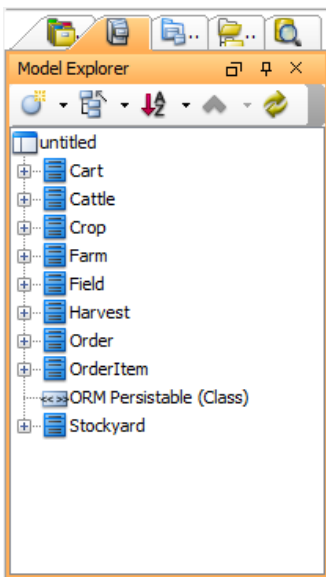 Model Explorer
untitled
Cart
Cattle
Crop
Farm
Field
Harvest
Order
OrderItem
<<>>ORM Persistable (Class)
Stockyard